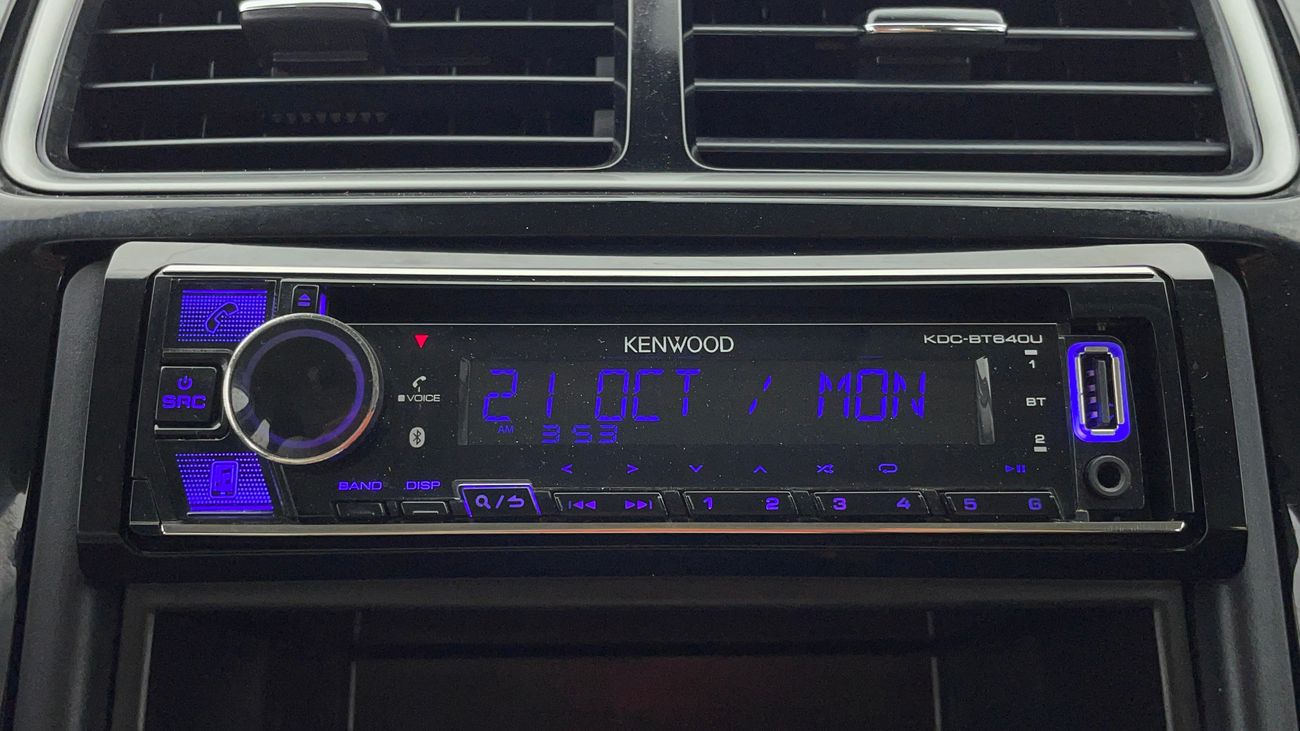 KENWOOD
KDC-BT640U
1
SRC
VOICE
21 OCT / MON
BT
AM 3 53
2
BAND DISP
1 2 3 4 5 6